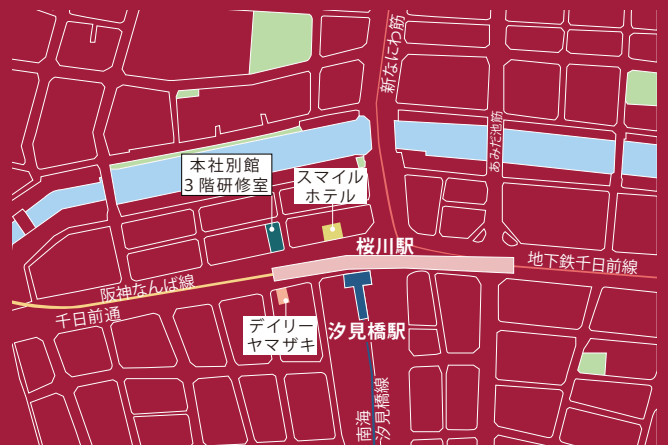 新なにわ筋
あみだ池筋
本社別館
3階研修室
スマイル
ホテル
桜川駅
地下鉄千日前線
阪神なんば線
千日前通
デイリー
ヤマザキ
汐見橋駅
南海
汐見橋線